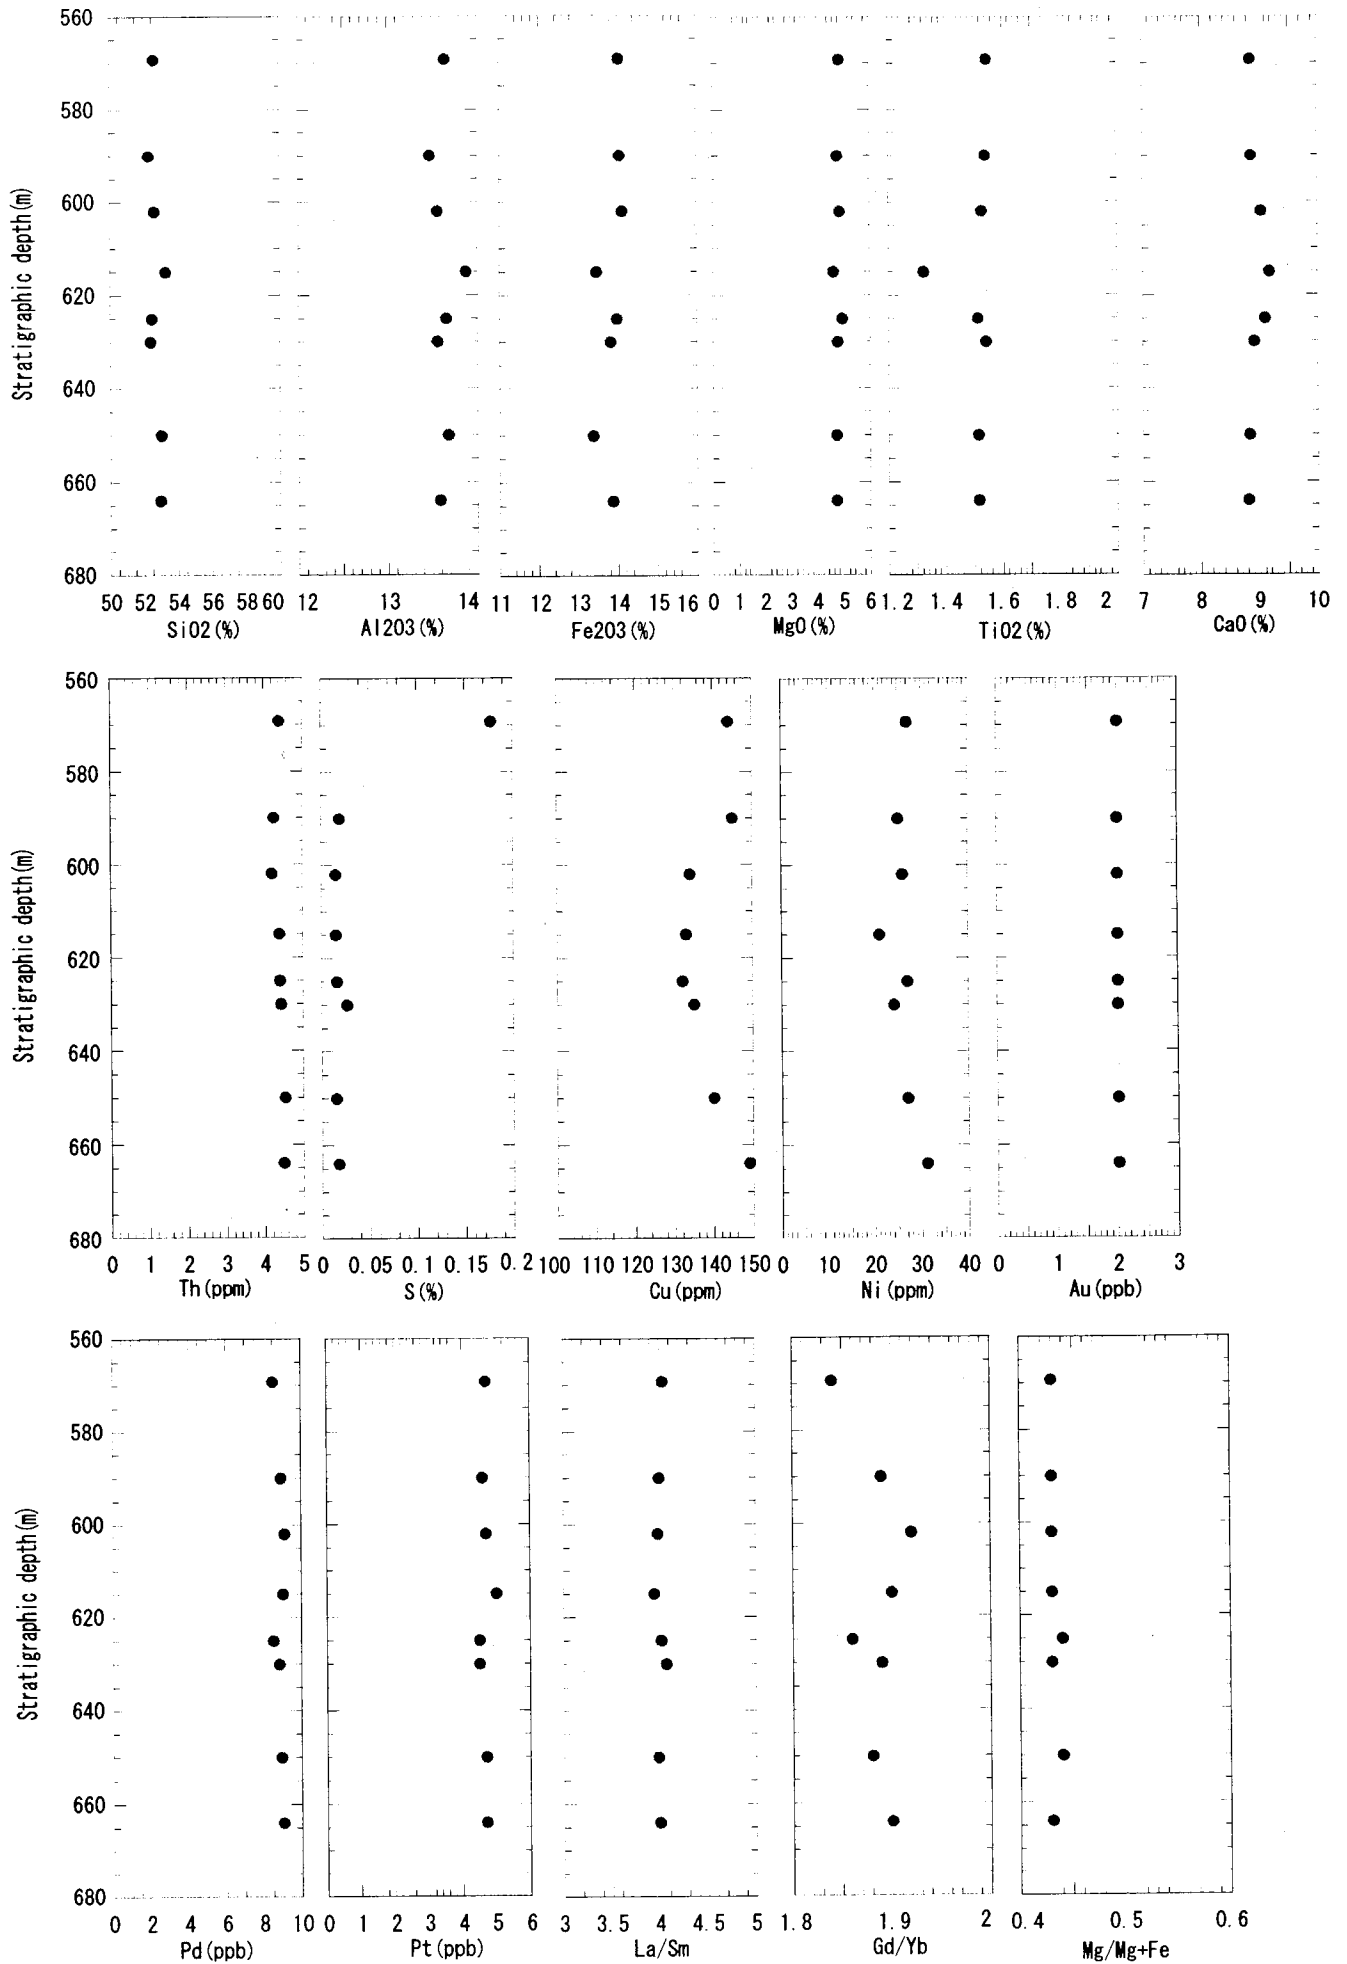 560
580
600
620
640
660
680
Stratigraphic depth(m)
50 52 54 56 58 60 12 13 14 11 12 13 14 15 16 0 1 2 3 4 5 6 1.2 1.4 1.6 1.8 2 7 8 9 10
SiO2(%) Al2O3(%) Fe2O3(%) MgO(%) TiO2(%) CaO(%)
560
580
600
620
640
660
680
Stratigraphic depth(m)
0 1 2 3 4 5 0 0.05 0.1 0.15 0.2 100 110 120 130 140 150 0 10 20 30 40 0 1 2 3
Th(ppm) S(%) Cu(ppm) Ni(ppm) Au(ppb)
560
580
600
620
640
660
680
Stratigraphic depth(m)
0 2 4 6 8 10 0 1 2 3 4 5 6 3 3.5 4 4.5 5 1.8 1.9 2 0.4 0.5 0.6
Pd(ppb) Pt(ppb) La/Sm Gd/Yb Mg/Mg+Fe